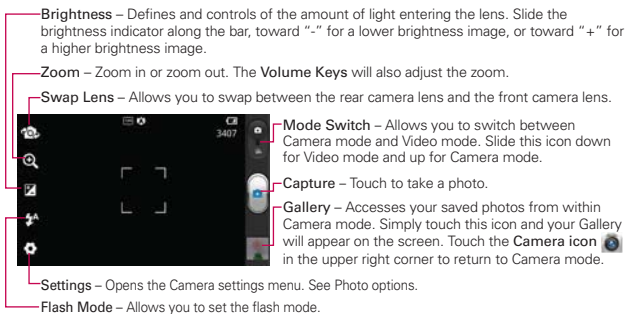 Brightness – Defines and controls of the amount of light entering the lens. Slide the
brightness indicator along the bar, toward "-" for a lower brightness image, or toward "+" for
a higher brightness image.
Zoom – Zoom in or zoom out. The Volume Keys will also adjust the zoom.
Swap Lens – Allows you to swap between the rear camera lens and the front camera lens.
3407
Mode Switch – Allows you to switch between
Camera mode and Video mode. Slide this icon down
for Video mode and up for Camera mode.
Capture – Touch to take a photo.
Gallery – Accesses your saved photos from within
Camera mode. Simply touch this icon and your Gallery
will appear on the screen. Touch the Camera icon
in the upper right corner to return to Camera mode.
Settings – Opens the Camera settings menu. See Photo options.
Flash Mode – Allows you to set the flash mode.